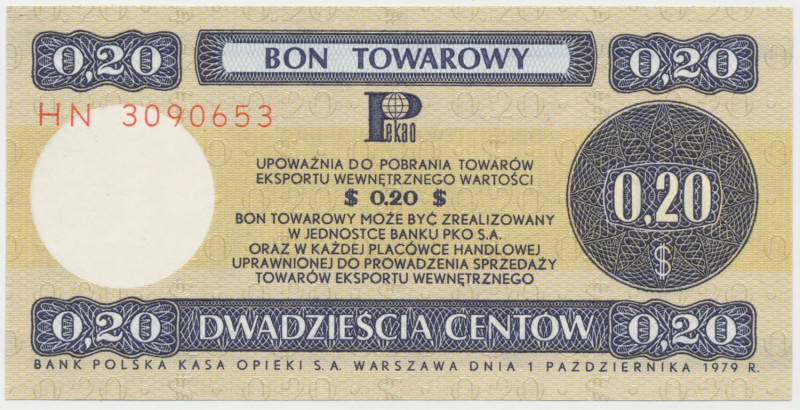 0,20 BON TOWAROWY 0,20
HN 3090653
Pekao
UPOWAŻNIA DO POBRANIA TOWARÓW
EKSPORTU WEWNĘTRZNEGO WARTOŚCI
$ 0.20 $
BON TOWAROWY MOŻE BYĆ ZREALIZOWANY
W JEDNOSTCE BANKU PKO S.A.
ORAZ W KAŻDEJ PLACÓWCE HANDLOWEJ
UPRAWNIONEJ DO PROWADZENIA SPRZEDAŻY
TOWARÓW EKSPORTU WEWNĘTRZNEGO
0,20
$
0,20 DWADZIEŚCIA CENTÓW 0,20
BANK POLSKA KASA OPIEKI S.A. WARSZAWA DNIA 1 PAŹDZIERNIKA 1979 R.